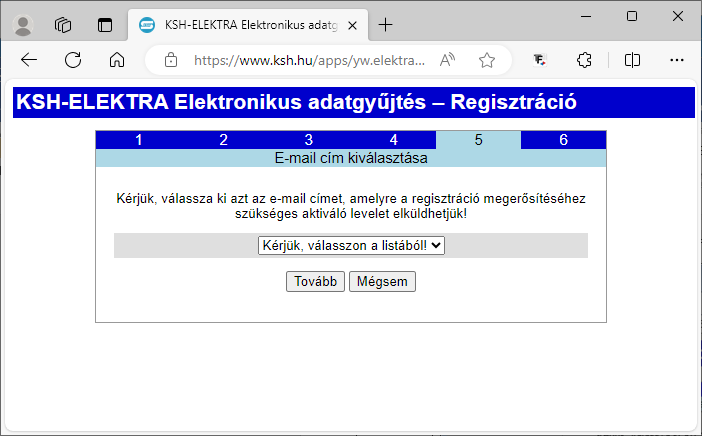 KSH-ELEKTRA Elektronikus adatg
https://www.ksh.hu/apps/yw.elektra...
KSH-ELEKTRA Elektronikus adatgyűjtés – Regisztráció
1 2 3 4 5 6
E-mail cím kiválasztása
Kérjük, válassza ki azt az e-mail címet, amelyre a regisztráció megerősítéséhez
szükséges aktiváló levelet elküldhetjük!
Kérjük, válasszon a listából!
Tovább Mégsem